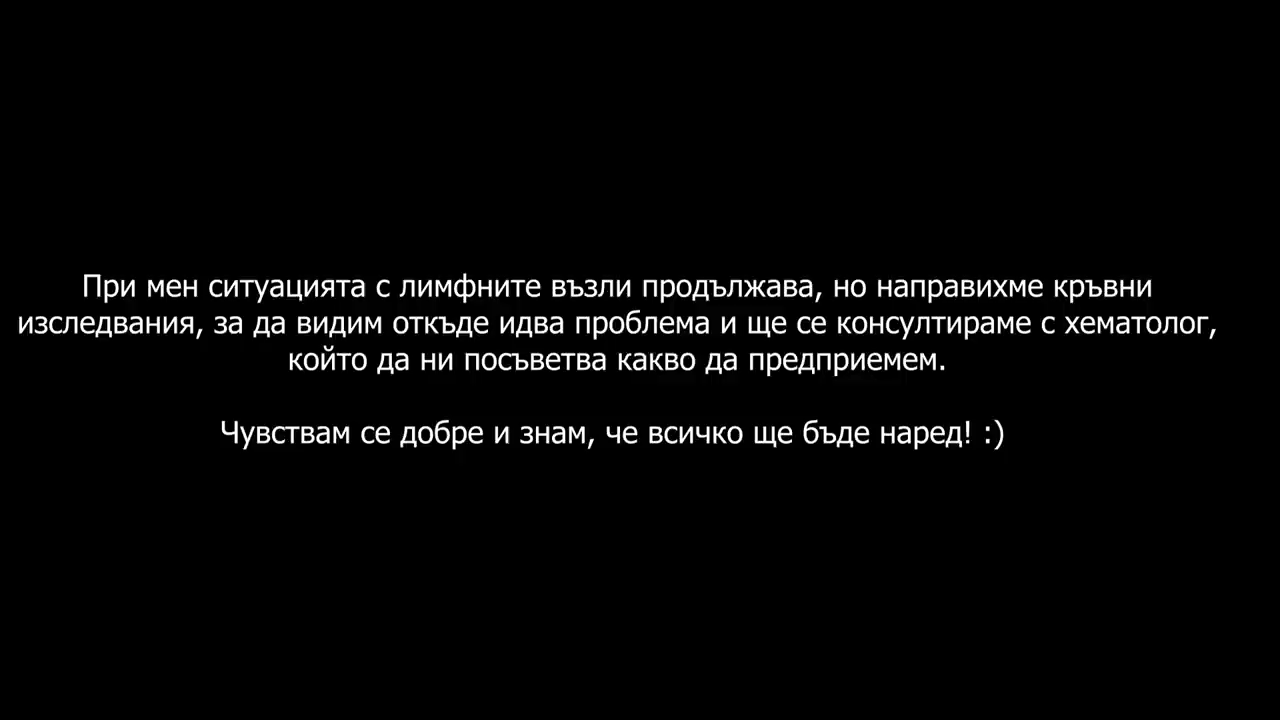 При мен ситуацията с лимфните възли продължава, но направихме кръвни
изследвания, за да видим откъде идва проблема и ще се консултираме с хематолог,
който да ни посъветва какво да предприемем.
Чувствам се добре и знам, че всичко ще бъде наред! :)